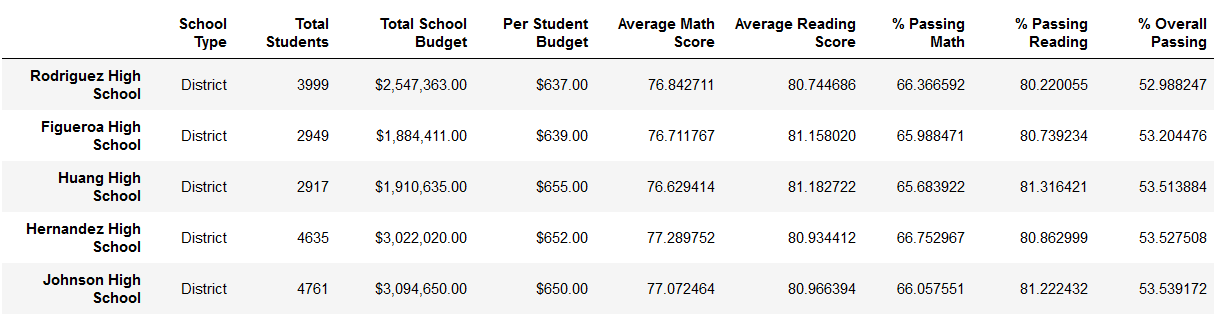 School Type Total Students Total School Budget Per Student Budget Average Math Score Average Reading Score % Passing Math % Passing Reading % Overall Passing
Rodriguez High School District 3999 $2,547,363.00 $637.00 76.842711 80.744686 66.366592 80.220055 52.988247
Figueroa High School District 2949 $1,884,411.00 $639.00 76.711767 81.158020 65.988471 80.739234 53.204476
Huang High School District 2917 $1,910,635.00 $655.00 76.629414 81.182722 65.683922 81.316421 53.513884
Hernandez High School District 4635 $3,022,020.00 $652.00 77.289752 80.934412 66.752967 80.862999 53.527508
Johnson High School District 4761 $3,094,650.00 $650.00 77.072464 80.966394 66.057551 81.222432 53.539172